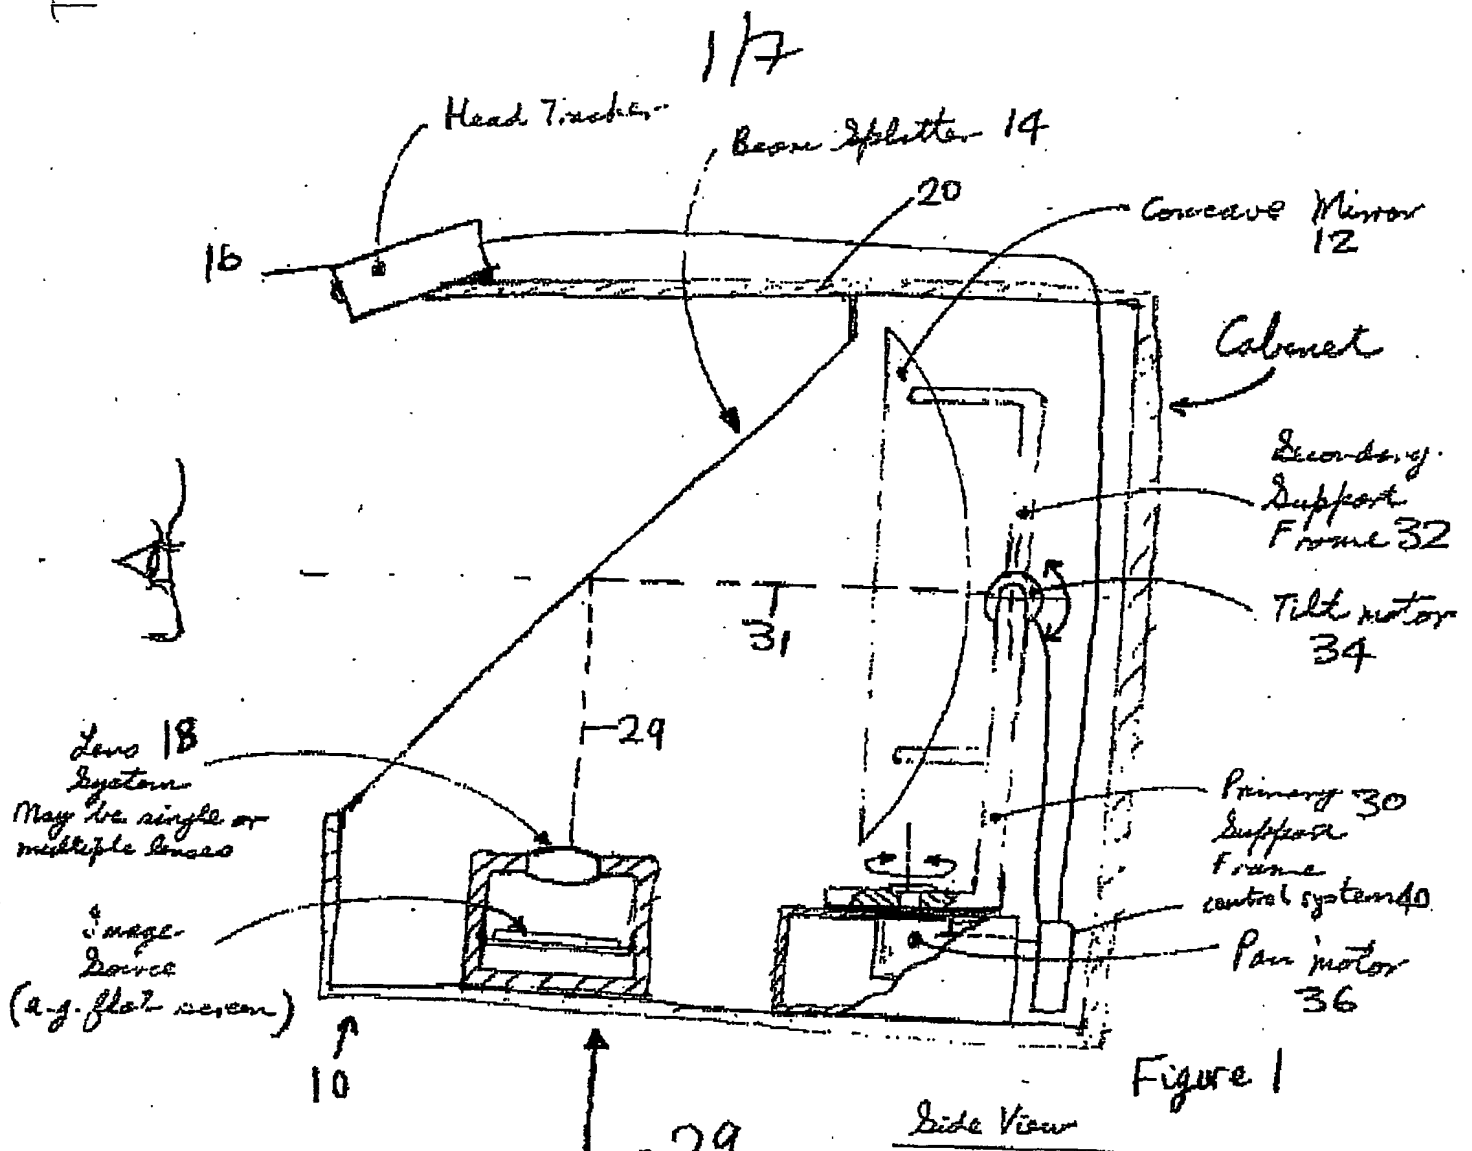 1/7
Head Tracker
Beam Splitter 14
20
Concave Mirror
12
16
Cabenet
Secondary
Support
Frame 32
31
Tilt motor
34
29
Lens 18
System
May be single or
multiple lenses
Primary 30
Support
Frame
control system 40
Image
Source
(e.g. flat screen)
Pan motor
36
10
Figure 1
29
Side View